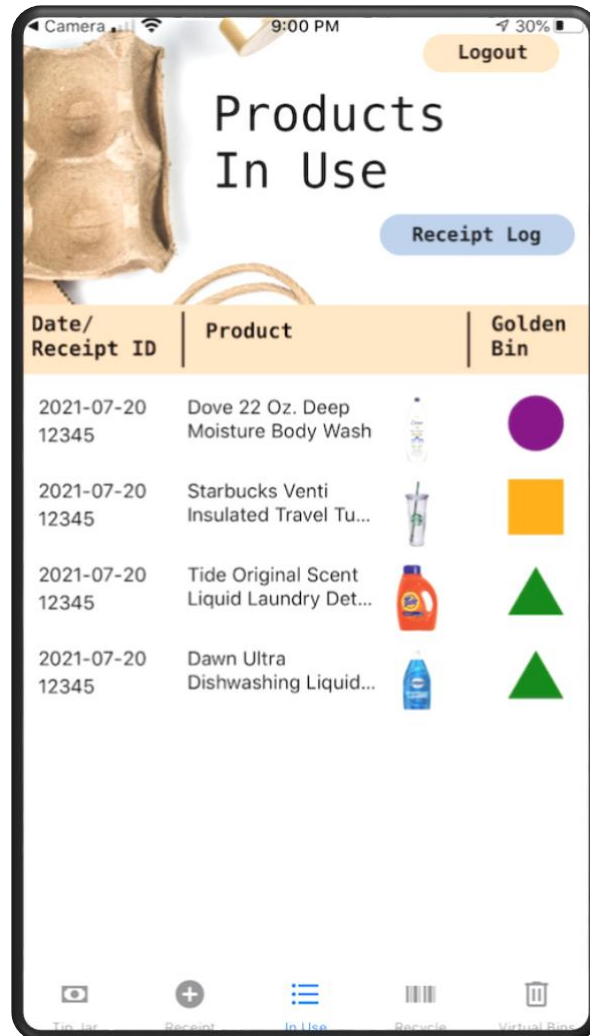 Camera 9:00 PM 30%
Logout
Products
In Use
Receipt Log
Date/
Receipt ID
Product
Golden
Bin
2021-07-20
12345
Dove 22 Oz. Deep
Moisture Body Wash
2021-07-20
12345
Starbucks Venti
Insulated Travel Tu...
2021-07-20
12345
Tide Original Scent
Liquid Laundry Det...
2021-07-20
12345
Dawn Ultra
Dishwashing Liquid...
Tip Jar Receipt In Use Recycle Virtual Bins